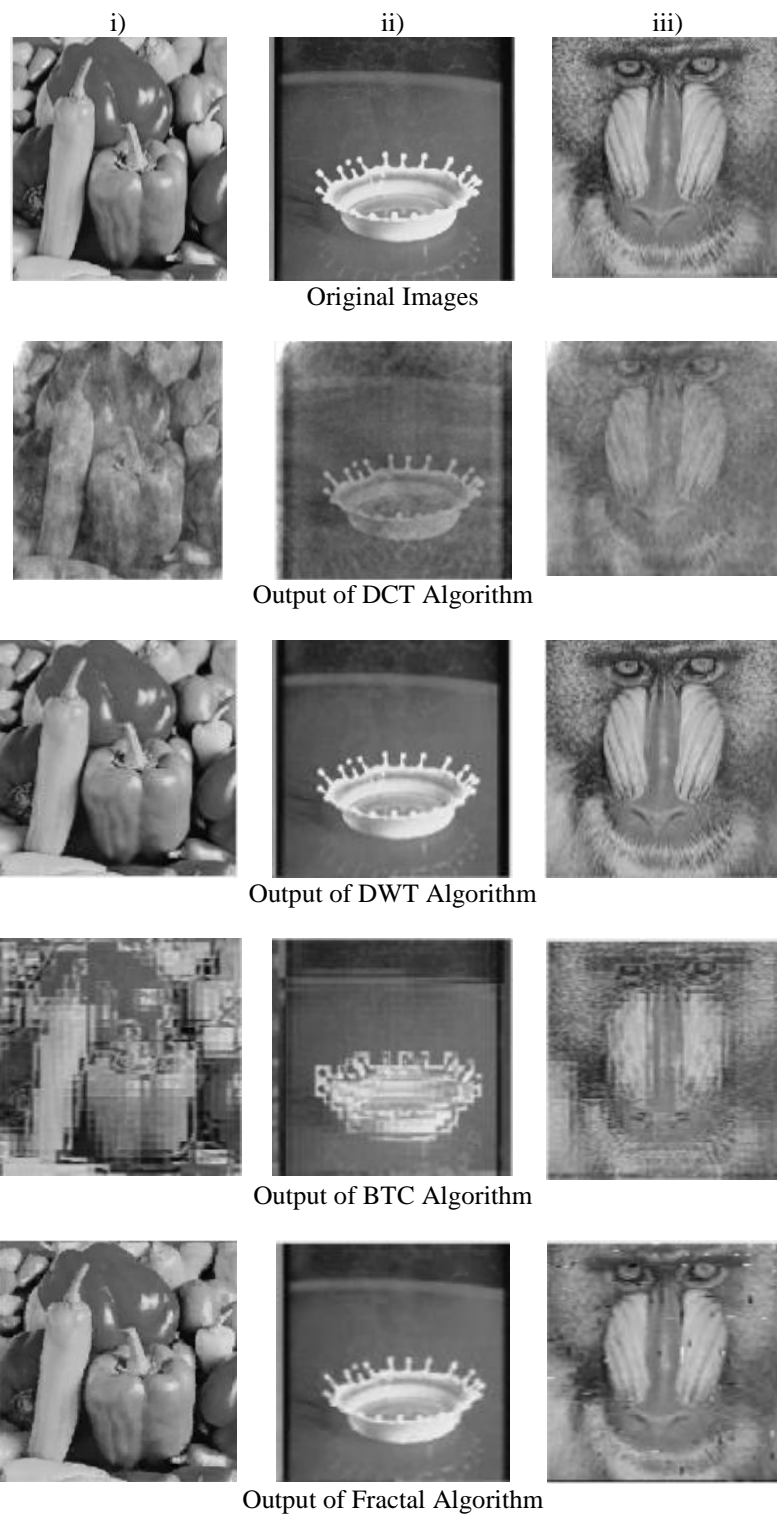 i) ii) iii)
Original Images
Output of DCT Algorithm
Output of DWT Algorithm
Output of BTC Algorithm
Output of Fractal Algorithm